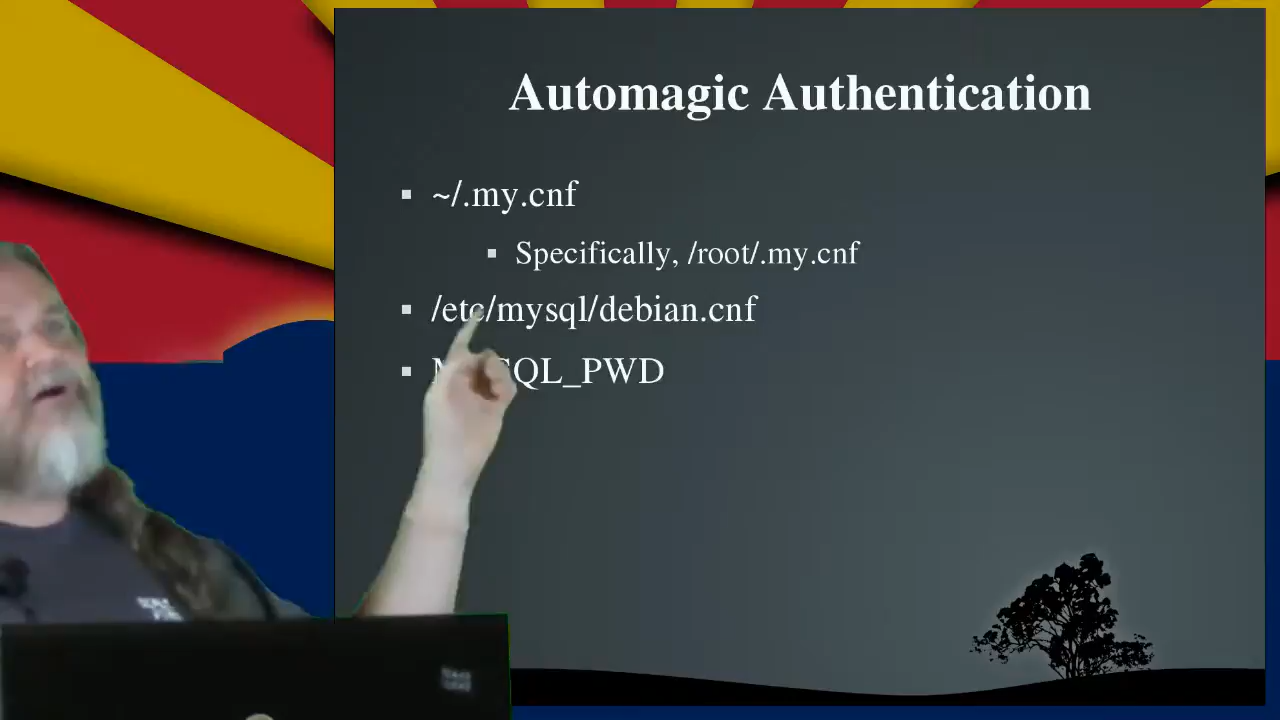 Automagic Authentication
~/.my.cnf
Specifically, /root/.my.cnf
/etc/mysql/debian.cnf